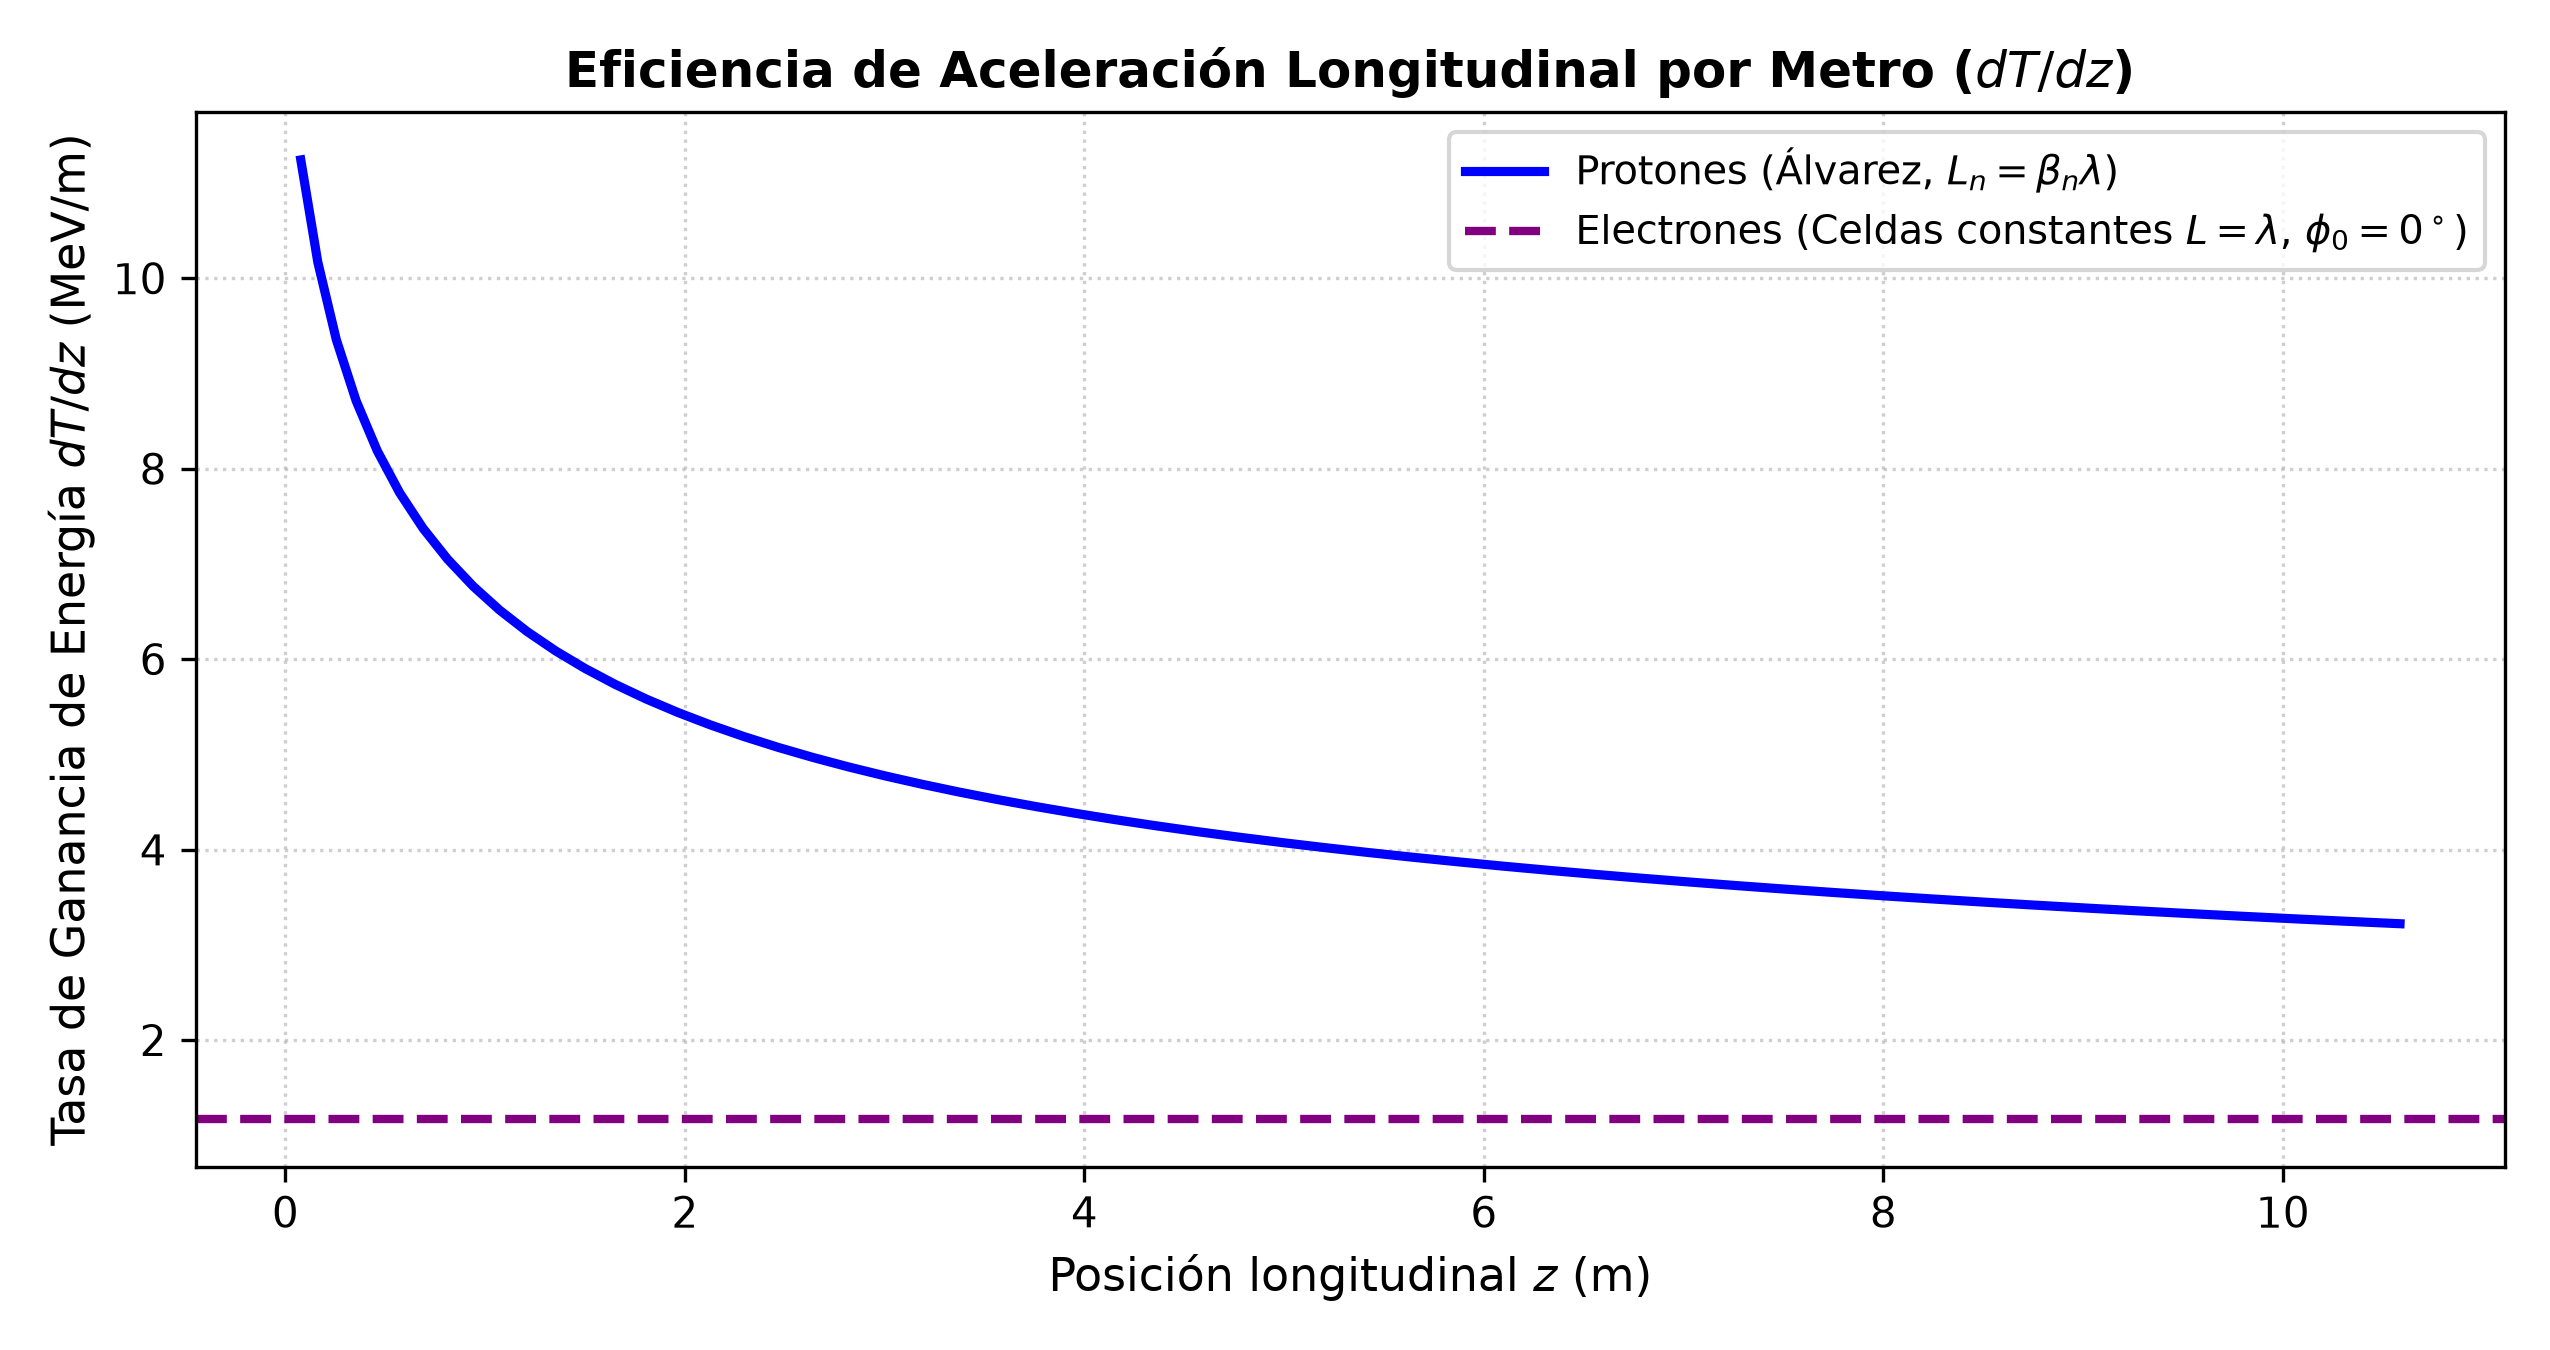 Eficiencia de Aceleración Longitudinal por Metro (dT/dz)
Protones (Álvarez, Lₙ = βₙλ)
Electrones (Celdas constantes L = λ, ϕ₀ = 0°)
Tasa de Ganancia de Energía dT/dz (MeV/m)
10
8
6
4
2
0 2 4 6 8 10
Posición longitudinal z (m)